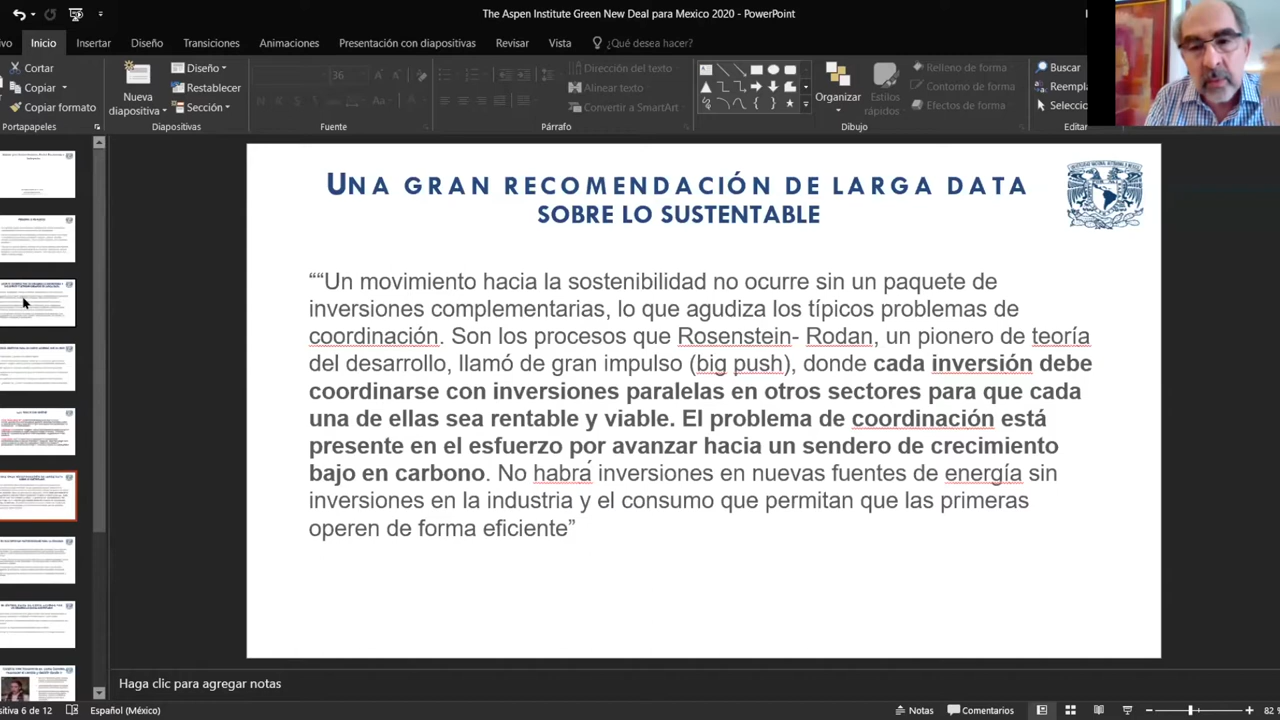 The Aspen Institute Green New Deal para Mexico 2020 - PowerPoint
Inicio Insertar Diseño Transiciones Animaciones Presentación con diapositivas Revisar Vista ¿Qué desea hacer?
Cortar
Copiar
Copiar formato
Portapapeles
Nueva diapositiva
Diseño
Restablecer
Sección
Diapositivas
36
Fuente
Dirección del texto
Alinear texto
Convertir a SmartArt
Párrafo
Organizar
Estilos rápidos
Relleno de forma
Contorno de forma
Efectos de forma
Dibujo
Buscar
UNA GRAN RECOMENDACIÓN DE LARGA DATA
SOBRE LO SUSTENTABLE
““Un movimiento hacia la sostenibilidad no ocurre sin un paquete de
inversiones complementarias, lo que agudiza los típicos problemas de
coordinación. Son los procesos que Rosenstein- Rodan, un pionero de teoría
del desarrollo, llamó de gran impulso (big push), donde cada inversión debe
coordinarse con inversiones paralelas en otros sectores para que cada
una de ellas sea rentable y viable. El problema de coordinación está
presente en el esfuerzo por avanzar hacia un sendero de crecimiento
bajo en carbono. No habrá inversiones en nuevas fuentes de energía sin
inversiones en la industria y el consumo que permitan que las primeras
operen de forma eficiente”
Haga clic para agregar notas
6 de 12 Español (México) Notas Comentarios 82